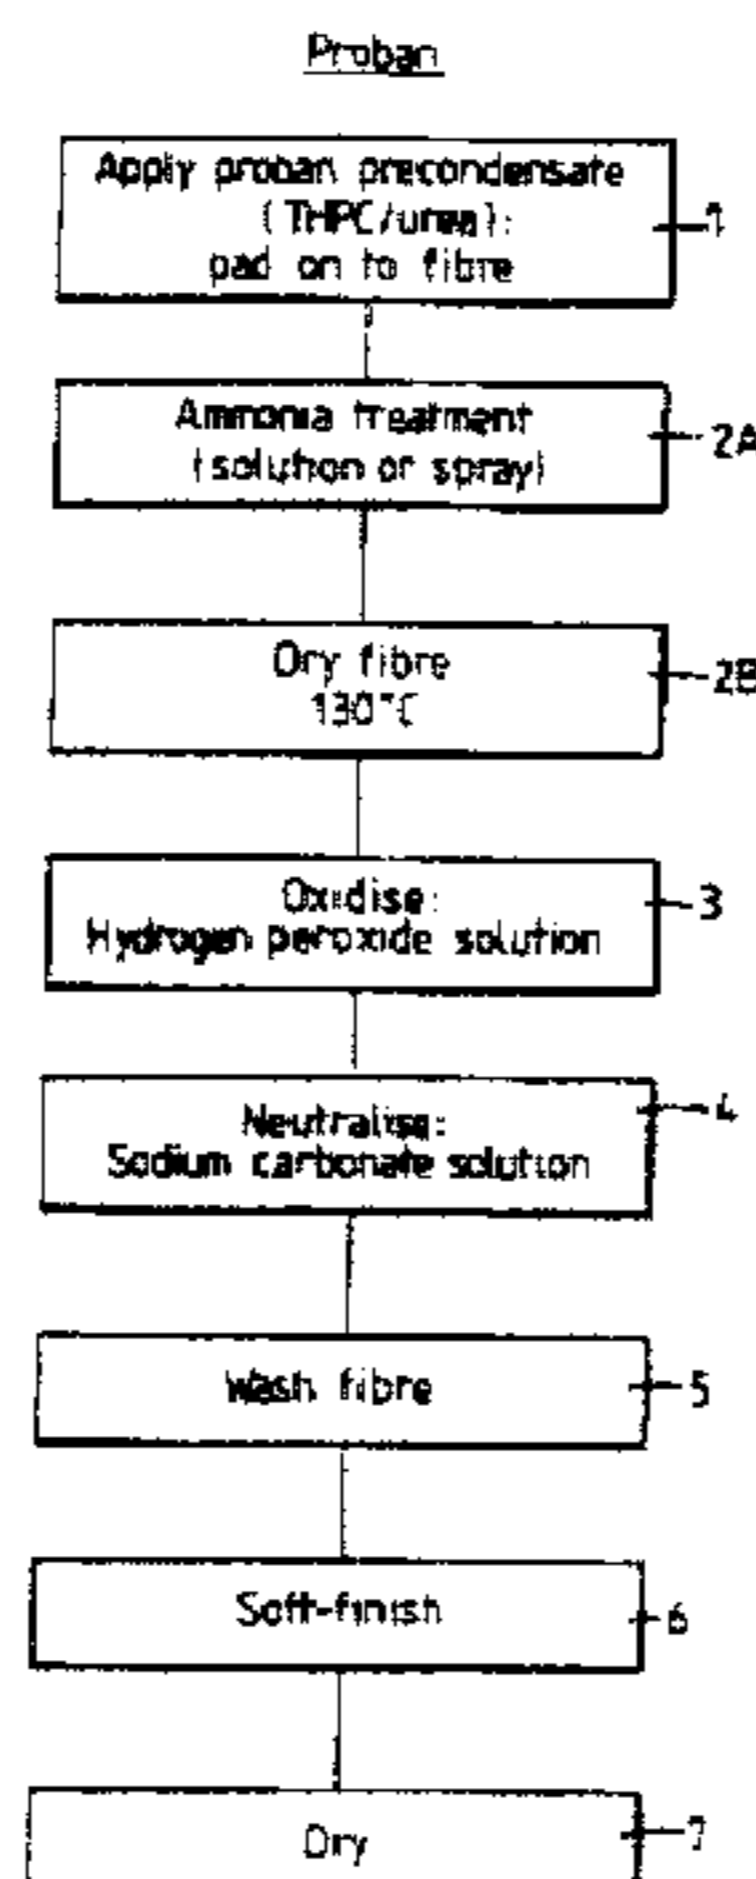 Proban
Apply proban precondensate
(THPC/urea):
pad on to fibre
1
Ammonia treatment
(solution or spray)
2A
Dry fibre
130°C
2B
Oxidise:
Hydrogen peroxide solution
3
Neutralise:
Sodium carbonate solution
4
Wash fibre
5
Soft-finish
6
Dry
7